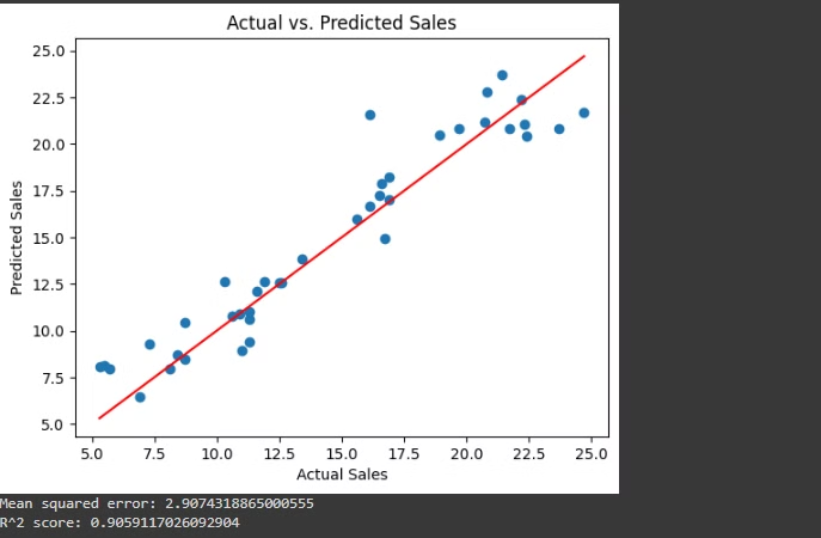 Actual vs. Predicted Sales
25.0
22.5
20.0
17.5
15.0
12.5
10.0
7.5
5.0
Predicted Sales
5.0 7.5 10.0 12.5 15.0 17.5 20.0 22.5 25.0
Actual Sales
Mean squared error: 2.9074318865000555
R^2 score: 0.9059117026092904